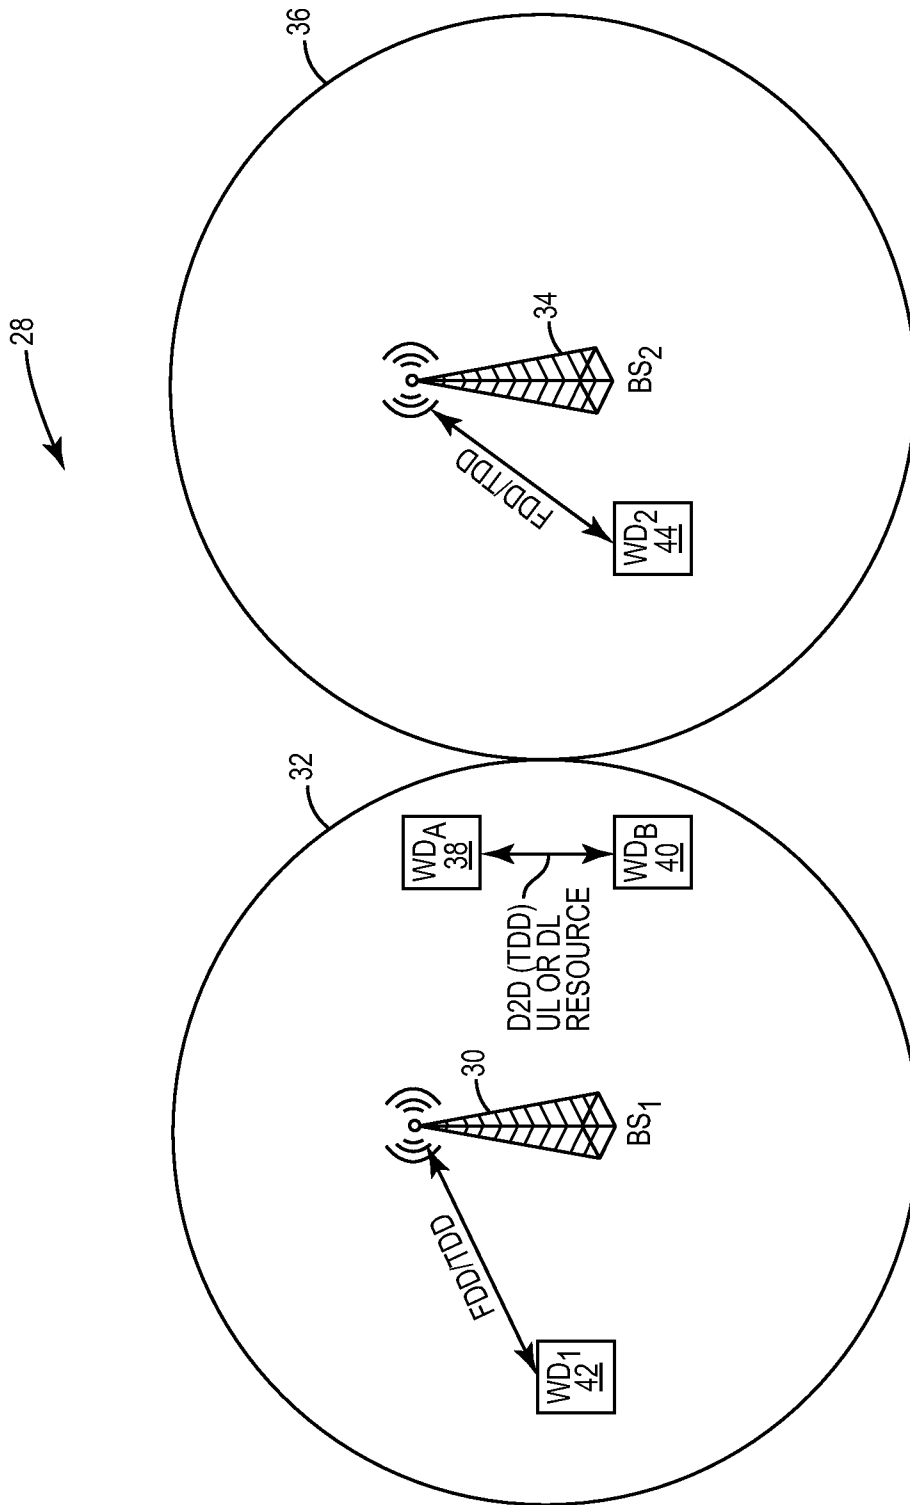 28
36
34
BS2
FDD/TDD
WD2
44
32
WDA
38
D2D (TDD)
UL OR DL
RESOURCE
WDB
40
30
BS1
FDD/TDD
WD1
42